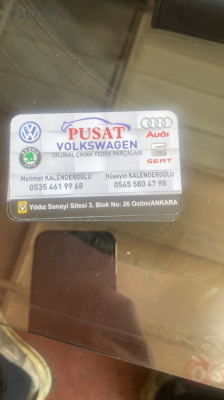 PUSAT
VOLKSWAGEN
ORJİNAL ÇIKMA YEDEK PARÇALARI
Audi
SEAT
Mehmet KALENDEROĞLU
0535 461 99 68
Hüseyin KALENDEROĞLU
0545 580 47 98
Yıldız Sanayi Sitesi 3. Blok No: 26 Ostim/ANKARA